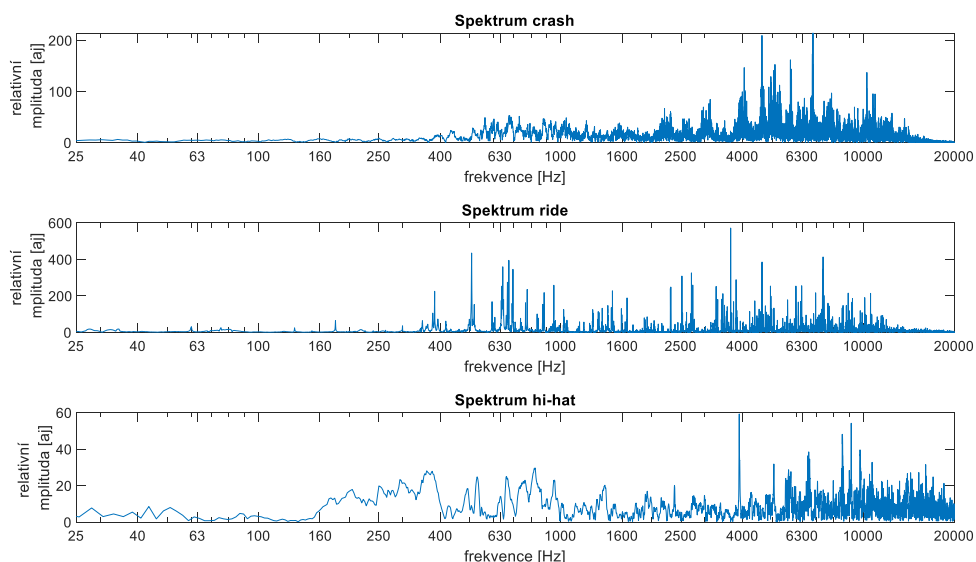 Spektrum crash
relativní
mplituda [aj]
200
100
0
25 40 63 100 160 250 400 630 1000 1600 2500 4000 6300 10000 20000
frekvence [Hz]
Spektrum ride
relativní
mplituda [aj]
600
400
200
0
25 40 63 100 160 250 400 630 1000 1600 2500 4000 6300 10000 20000
frekvence [Hz]
Spektrum hi-hat
relativní
mplituda [aj]
60
40
20
0
25 40 63 100 160 250 400 630 1000 1600 2500 4000 6300 10000 20000
frekvence [Hz]